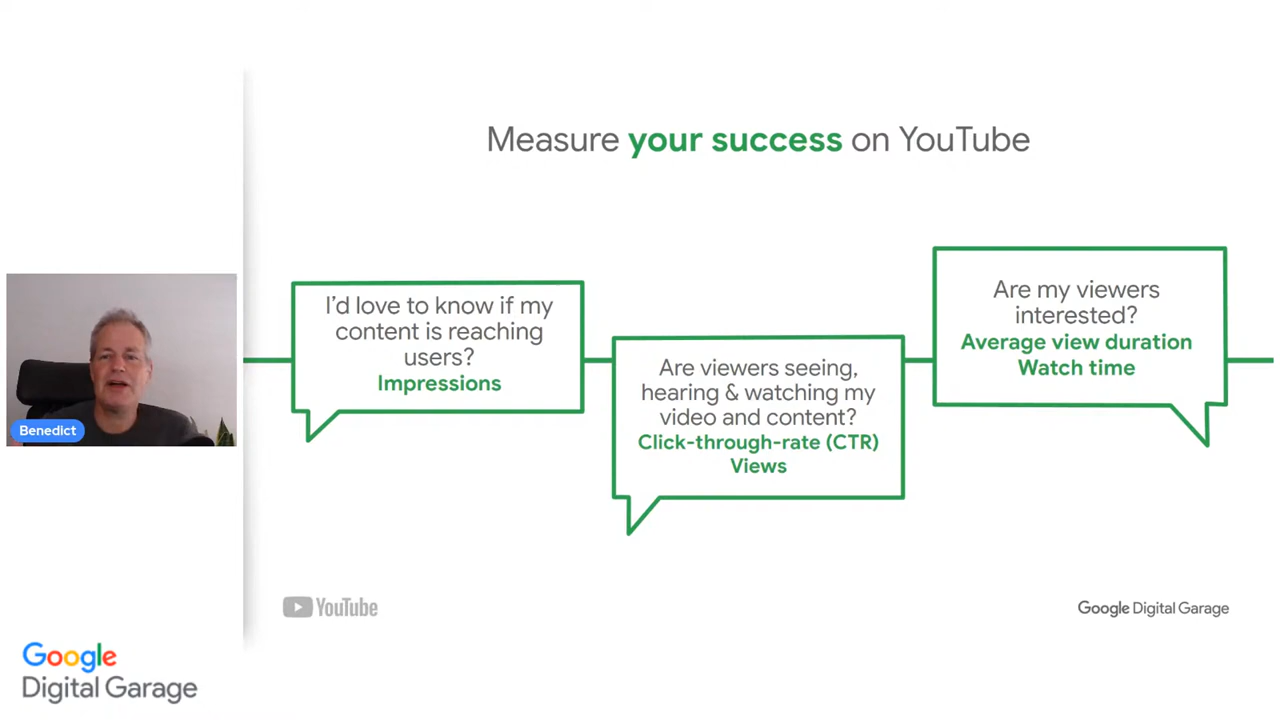 Measure your success on YouTube
I'd love to know if my
content is reaching
users?
Impressions
Are viewers seeing,
hearing & watching my
video and content?
Click-through-rate (CTR)
Views
Are my viewers
interested?
Average view duration
Watch time
Benedict
YouTube
Google Digital Garage
Google
Digital Garage